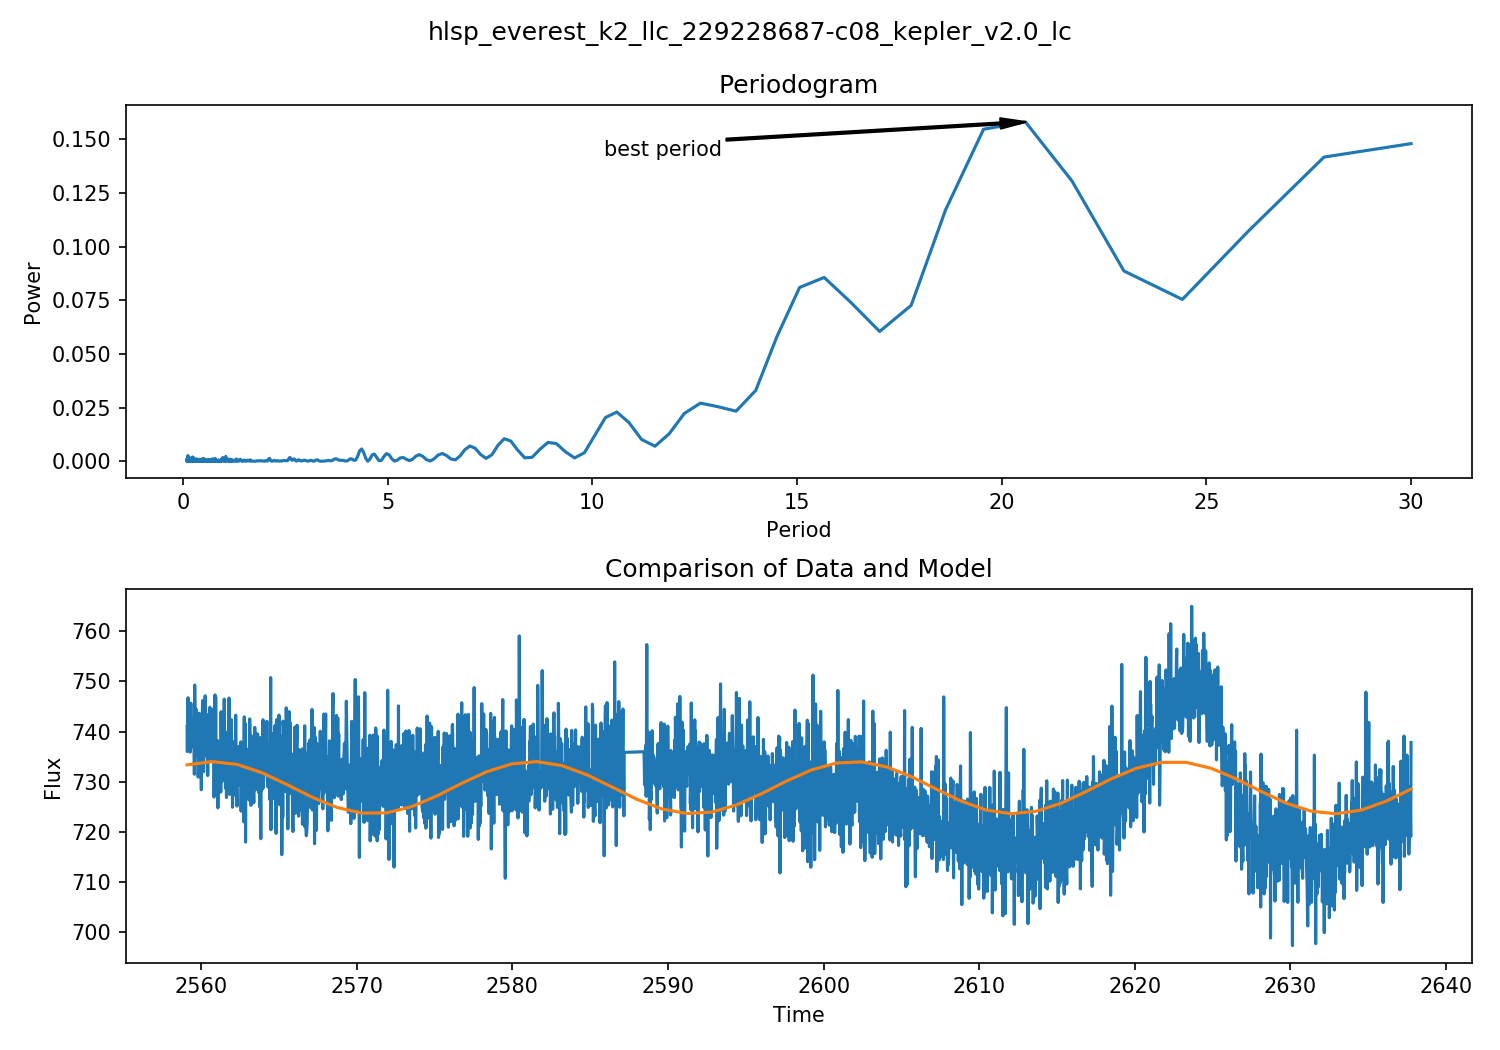 hlsp_everest_k2_llc_229228687-c08_kepler_v2.0_lc
Periodogram
0.150
0.125
0.100
0.075
0.050
0.025
0.000
Power
best period
0 5 10 15 20 25 30
Period
Comparison of Data and Model
760
750
740
730
720
710
700
Flux
2560 2570 2580 2590 2600 2610 2620 2630 2640
Time